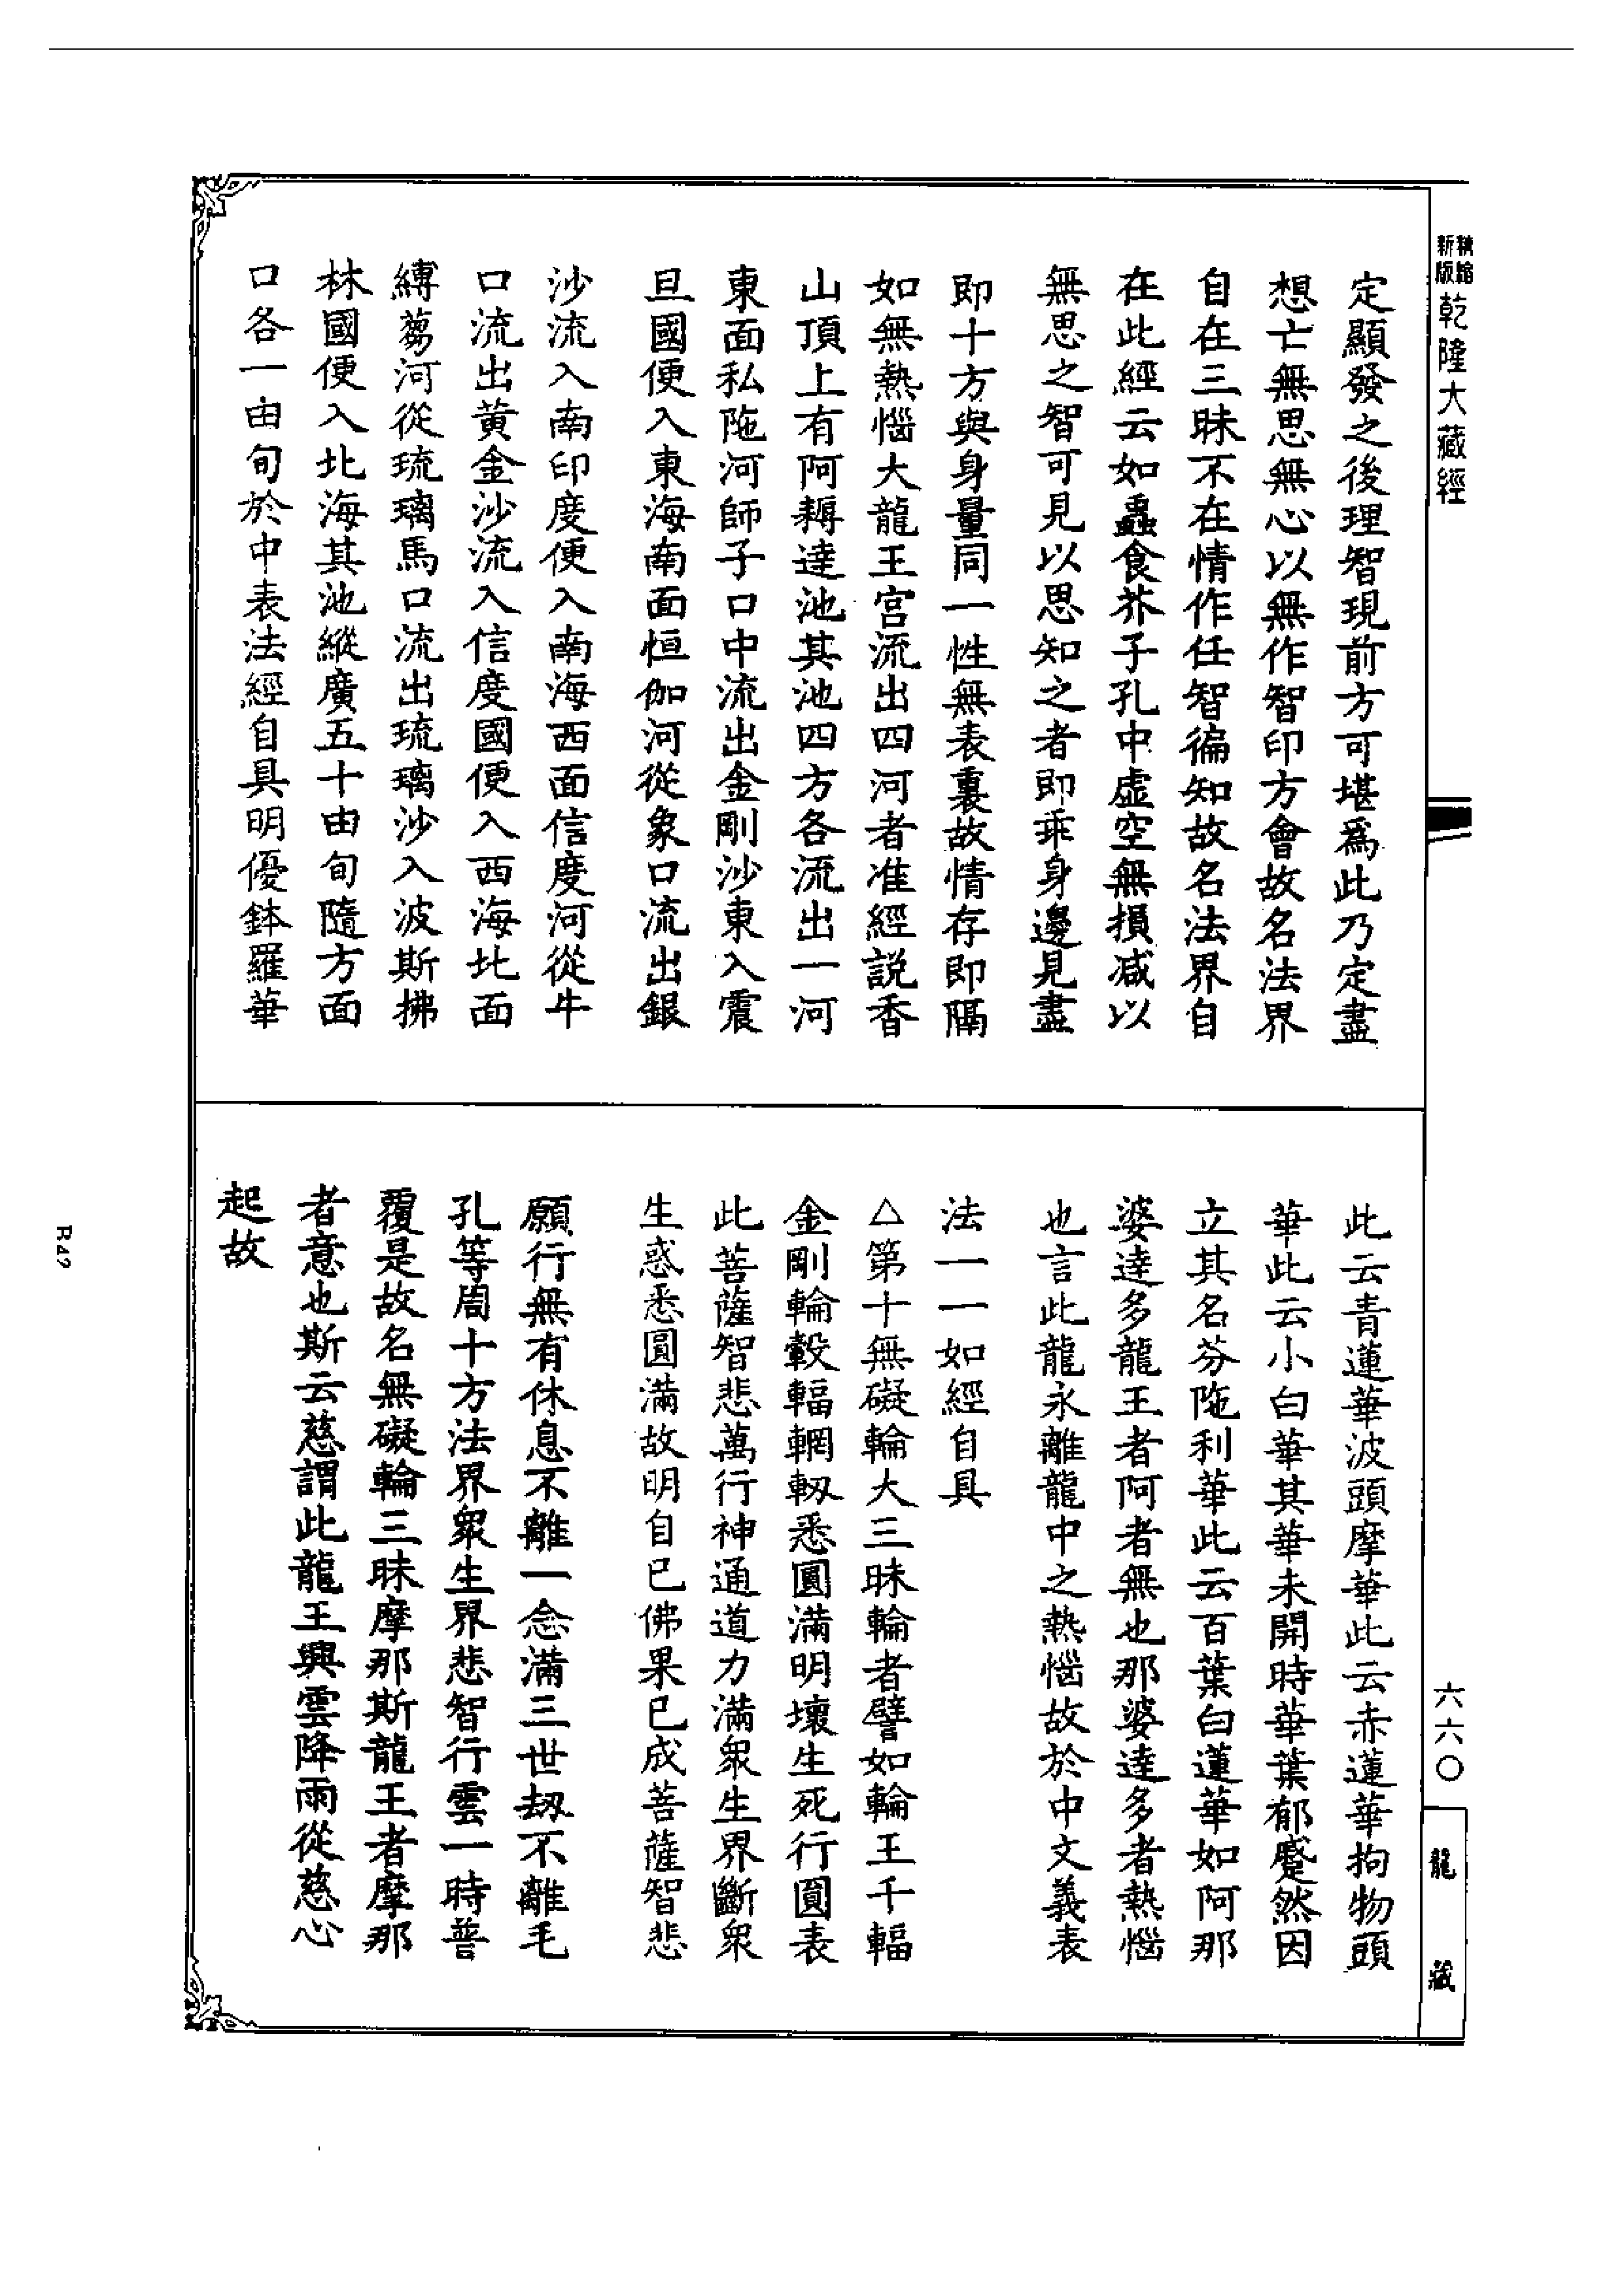 新版
乾隆大藏經
定顯發之後理智現前方可堪爲此乃定盡
想亡無思無心以無作智印方會故名法界
自在三昧不在情作任智徧知故名法界自
在此經云如蟲食芥子孔中虛空無損减以
無思之智可見以思知之者即乖身邊見盡
即十方與身量同一性無表裏故情存即隔
如無熱惱大龍王宫流出四河者准經説香
山頂上有阿耨達池其池四方各流出一河
東面私陁河師子口中流出金剛沙東入震
旦國便入東海南面恒伽河從象口流出銀
沙流入南印度便入南海西面信度河從牛
口流出黄金沙流入信度國便入西海北面
縛蒭河從琉璃馬口流出琉璃沙入波斯拂
林國便入北海其池縱廣五十由旬隨方面
口各一由旬於中表法經自具明優鉢羅華
此云青蓮華波頭摩華此云赤蓮華拘物頭
華此云小白華其華未開時華葉郁蹙然因
立其名芬陁利華此云百葉白蓮華如阿那
婆達多龍王者阿者無也那婆達多者熱惱
也言此龍永離龍中之熱惱故於中文義表
法一一如經自具
△第十無礙輪大三昧輪者譬如輪王千輻
金剛輪轂輻輞軔悉圓滿明壞生死行圓表
此菩薩智悲萬行神通道力滿衆生界斷衆
生惑悉圓滿故明自已佛果已成菩薩智悲
願行無有休息不離一念滿三世劫不離毛
孔等周十方法界衆生界悲智行雲一時普
覆是故名無礙輪三昧摩那斯龍王者摩那
者意也斯云慈謂此龍王興雲降雨從慈心
起故
六六〇
龍藏